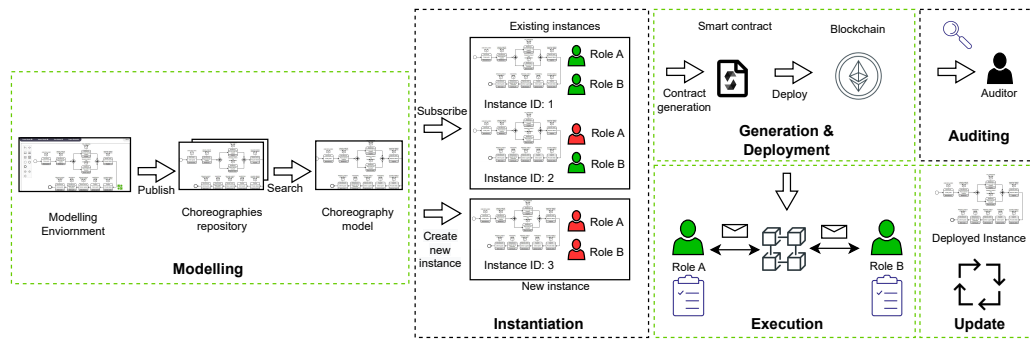 Modelling
Enviornment
Publish
Choreographies
repository
Search
Choreography
model
Modelling
Subscribe
Create
new
instance
Existing instances
Role A
Role B
Instance ID: 1
Role A
Role B
Instance ID: 2
Role A
Role B
Instance ID: 3
New instance
Instantiation
Smart contract
Blockchain
Contract
generation
Deploy
Generation &
Deployment
Role A
Role B
Execution
Auditor
Auditing
Deployed Instance
Update